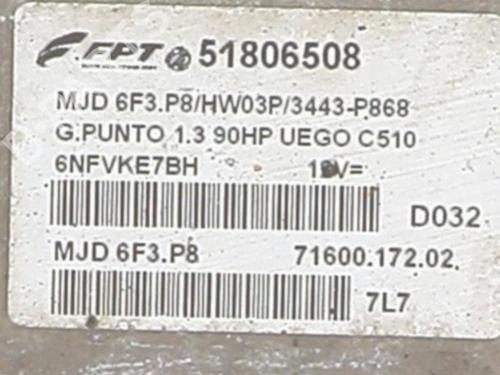 FPT 51806508
MJD 6F3.P8/HW03P/3443-P868
G.PUNTO 1.3 90HP UEGO C510
6NFVKE7BH 12V=
D032
MJD 6F3.P8 71600.172.02
7L7